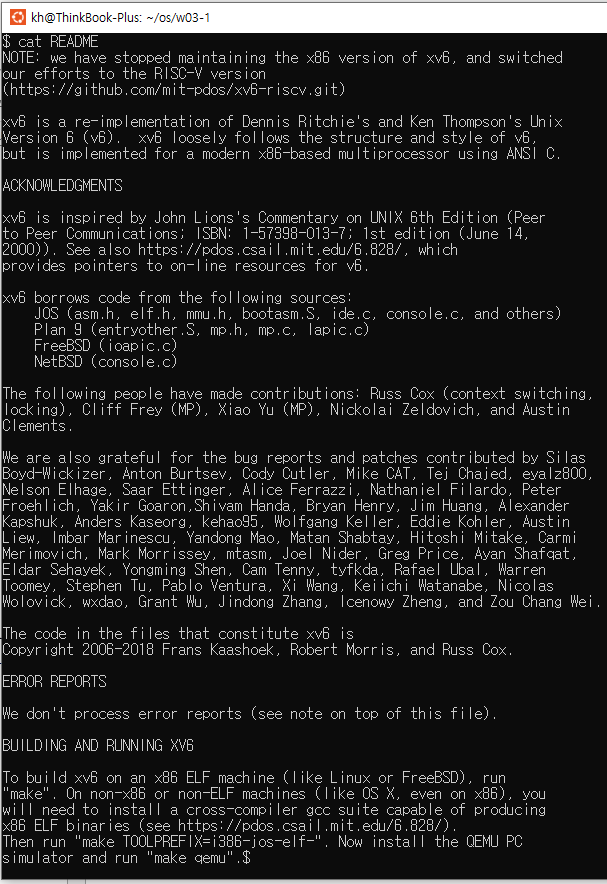 kh@ThinkBook-Plus: ~/os/w03-1
$ cat README
NOTE: we have stopped maintaining the x86 version of xv6, and switched
our efforts to the RISC-V version
(https://github.com/mit-pdos/xv6-riscv.git)
xv6 is a re-implementation of Dennis Ritchie's and Ken Thompson's Unix
Version 6 (v6).  xv6 loosely follows the structure and style of v6,
but is implemented for a modern x86-based multiprocessor using ANSI C.
ACKNOWLEDGMENTS
xv6 is inspired by John Lions's Commentary on UNIX 6th Edition (Peer
to Peer Communications; ISBN: 1-57398-013-7; 1st edition (June 14,
2000)). See also https://pdos.csail.mit.edu/6.828/, which
provides pointers to on-line resources for v6.
xv6 borrows code from the following sources:
    JOS (asm.h, elf.h, mmu.h, bootasm.S, ide.c, console.c, and others)
    Plan 9 (entryother.S, mp.h, mp.c, lapic.c)
    FreeBSD (ioapic.c)
    NetBSD (console.c)
The following people have made contributions: Russ Cox (context switching,
locking), Cliff Frey (MP), Xiao Yu (MP), Nickolai Zeldovich, and Austin
Clements.
We are also grateful for the bug reports and patches contributed by Silas
Boyd-Wickizer, Anton Burtsev, Cody Cutler, Mike CAT, Tej Chajed, eyalz800,
Nelson Elhage, Saar Ettinger, Alice Ferrazzi, Nathaniel Filardo, Peter
Froehlich, Yakir Goaron,Shivam Handa, Bryan Henry, Jim Huang, Alexander
Kapshuk, Anders Kaseorg, kehao95, Wolfgang Keller, Eddie Kohler, Austin
Liew, Imbar Marinescu, Yandong Mao, Matan Shabtay, Hitoshi Mitake, Carmi
Merimovich, Mark Morrissey, mtasm, Joel Nider, Greg Price, Ayan Shafqat,
Eldar Sehayek, Yongming Shen, Cam Tenny, tyfkda, Rafael Ubal, Warren
Toomey, Stephen Tu, Pablo Ventura, Xi Wang, Keiichi Watanabe, Nicolas
Wolovick, wxdao, Grant Wu, Jindong Zhang, Icenowy Zheng, and Zou Chang Wei.
The code in the files that constitute xv6 is
Copyright 2006-2018 Frans Kaashoek, Robert Morris, and Russ Cox.
ERROR REPORTS
We don't process error reports (see note on top of this file).
BUILDING AND RUNNING XV6
To build xv6 on an x86 ELF machine (like Linux or FreeBSD), run
"make". On non-x86 or non-ELF machines (like OS X, even on x86), you
will need to install a cross-compiler gcc suite capable of producing
x86 ELF binaries (see https://pdos.csail.mit.edu/6.828/).
Then run "make TOOLPREFIX=i386-jos-elf-". Now install the QEMU PC
simulator and run "make qemu".$